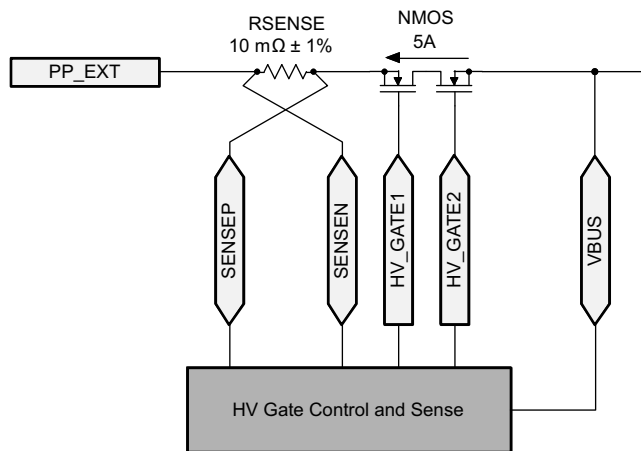 RSENSE
10 mΩ ± 1%
NMOS
5A
PP_EXT
SENSEP
SENSEN
HV_GATE1
HV_GATE2
VBUS
HV Gate Control and Sense